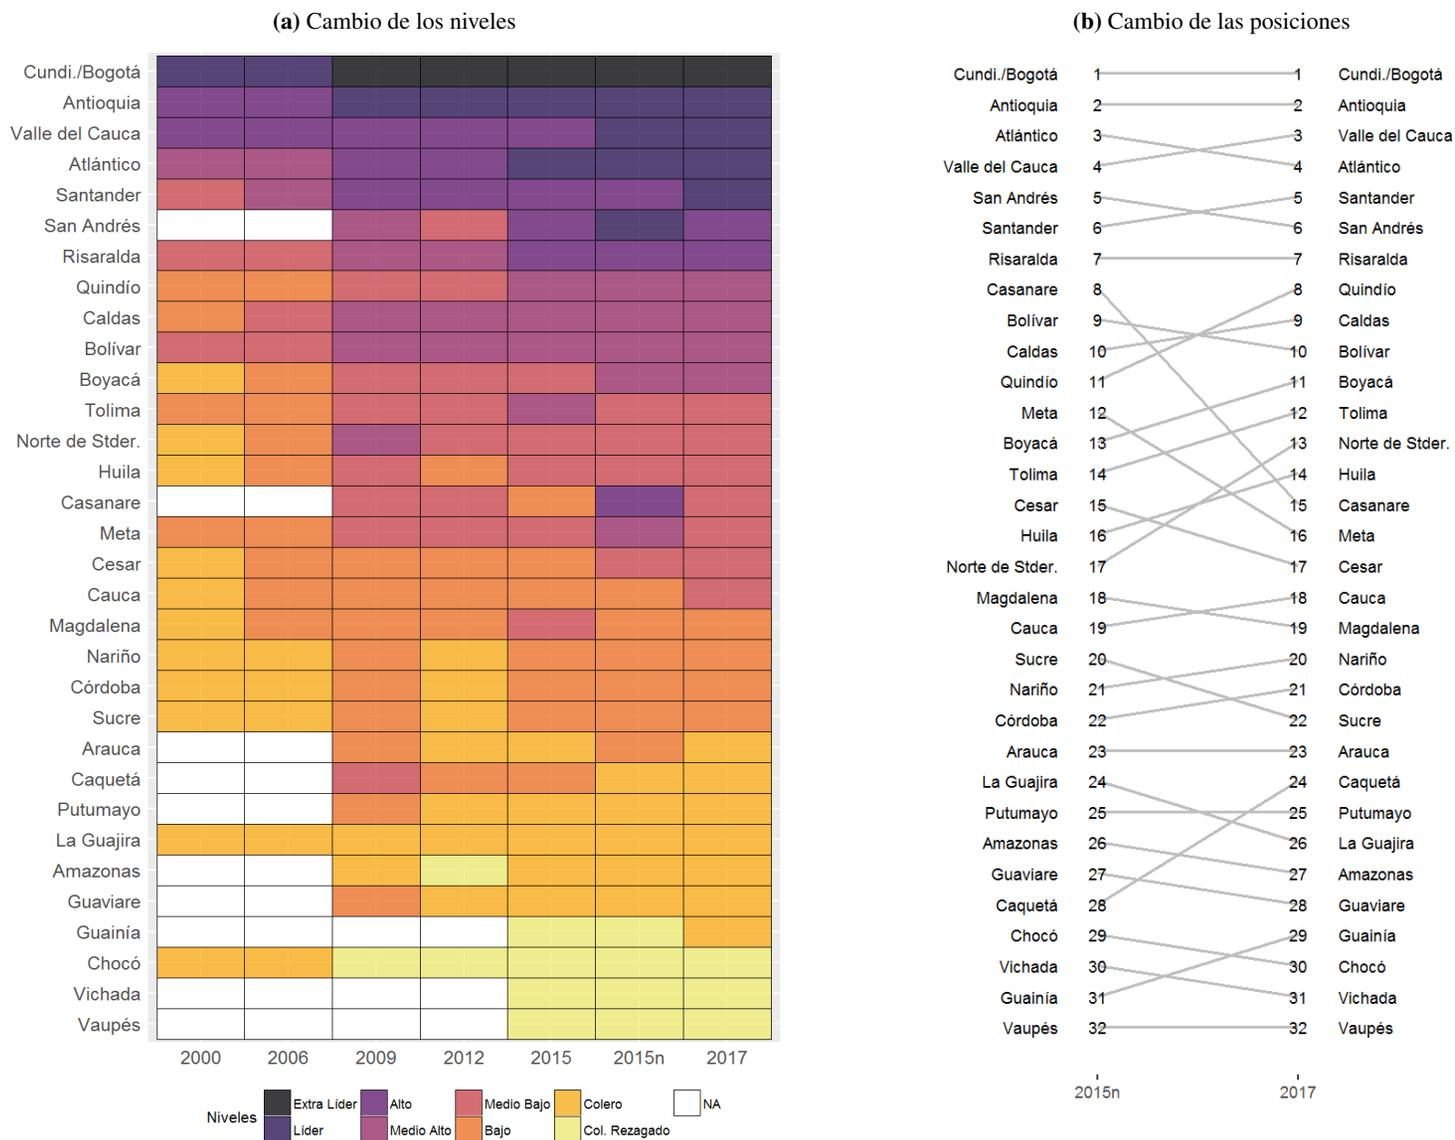 (a) Cambio de los niveles
Cundi./Bogotá
Antioquia
Valle del Cauca
Atlántico
Santander
San Andrés
Risaralda
Quindío
Caldas
Bolívar
Boyacá
Tolima
Norte de Stder.
Huila
Casanare
Meta
Cesar
Cauca
Magdalena
Nariño
Córdoba
Sucre
Arauca
Caquetá
Putumayo
La Guajira
Amazonas
Guaviare
Guainía
Chocó
Vichada
Vaupés
2000 2006 2009 2012 2015 2015n 2017
Niveles
Extra Líder Alto Medio Bajo Colero NA
Líder Medio Alto Bajo Col. Rezagado
(b) Cambio de las posiciones
Cundi./Bogotá 1 1 Cundi./Bogotá
Antioquia 2 2 Antioquia
Atlántico 3 3 Valle del Cauca
Valle del Cauca 4 4 Atlántico
San Andrés 5 5 Santander
Santander 6 6 San Andrés
Risaralda 7 7 Risaralda
Casanare 8 8 Quindío
Bolívar 9 9 Caldas
Caldas 10 10 Bolívar
Quindío 11 11 Boyacá
Meta 12 12 Tolima
Boyacá 13 13 Norte de Stder.
Tolima 14 14 Huila
Cesar 15 15 Casanare
Huila 16 16 Meta
Norte de Stder. 17 17 Cesar
Magdalena 18 18 Cauca
Cauca 19 19 Magdalena
Sucre 20 20 Nariño
Nariño 21 21 Córdoba
Córdoba 22 22 Sucre
Arauca 23 23 Arauca
La Guajira 24 24 Caquetá
Putumayo 25 25 Putumayo
Amazonas 26 26 La Guajira
Guaviare 27 27 Amazonas
Caquetá 28 28 Guaviare
Chocó 29 29 Guainía
Vichada 30 30 Chocó
Guainía 31 31 Vichada
Vaupés 32 32 Vaupés
2015n 2017